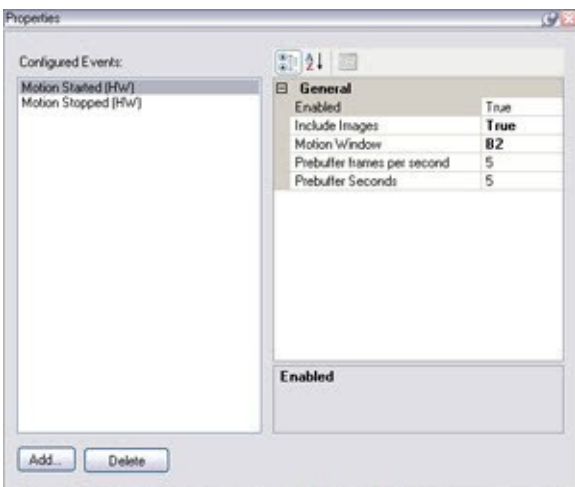 Properties
Configured Events:
Motion Started (HW)
Motion Stopped (HW)
General
Enabled True
Include Images True
Motion Window B2
Prebuffer frames per second 5
Prebuffer Seconds 5
Enabled
Add...
Delete